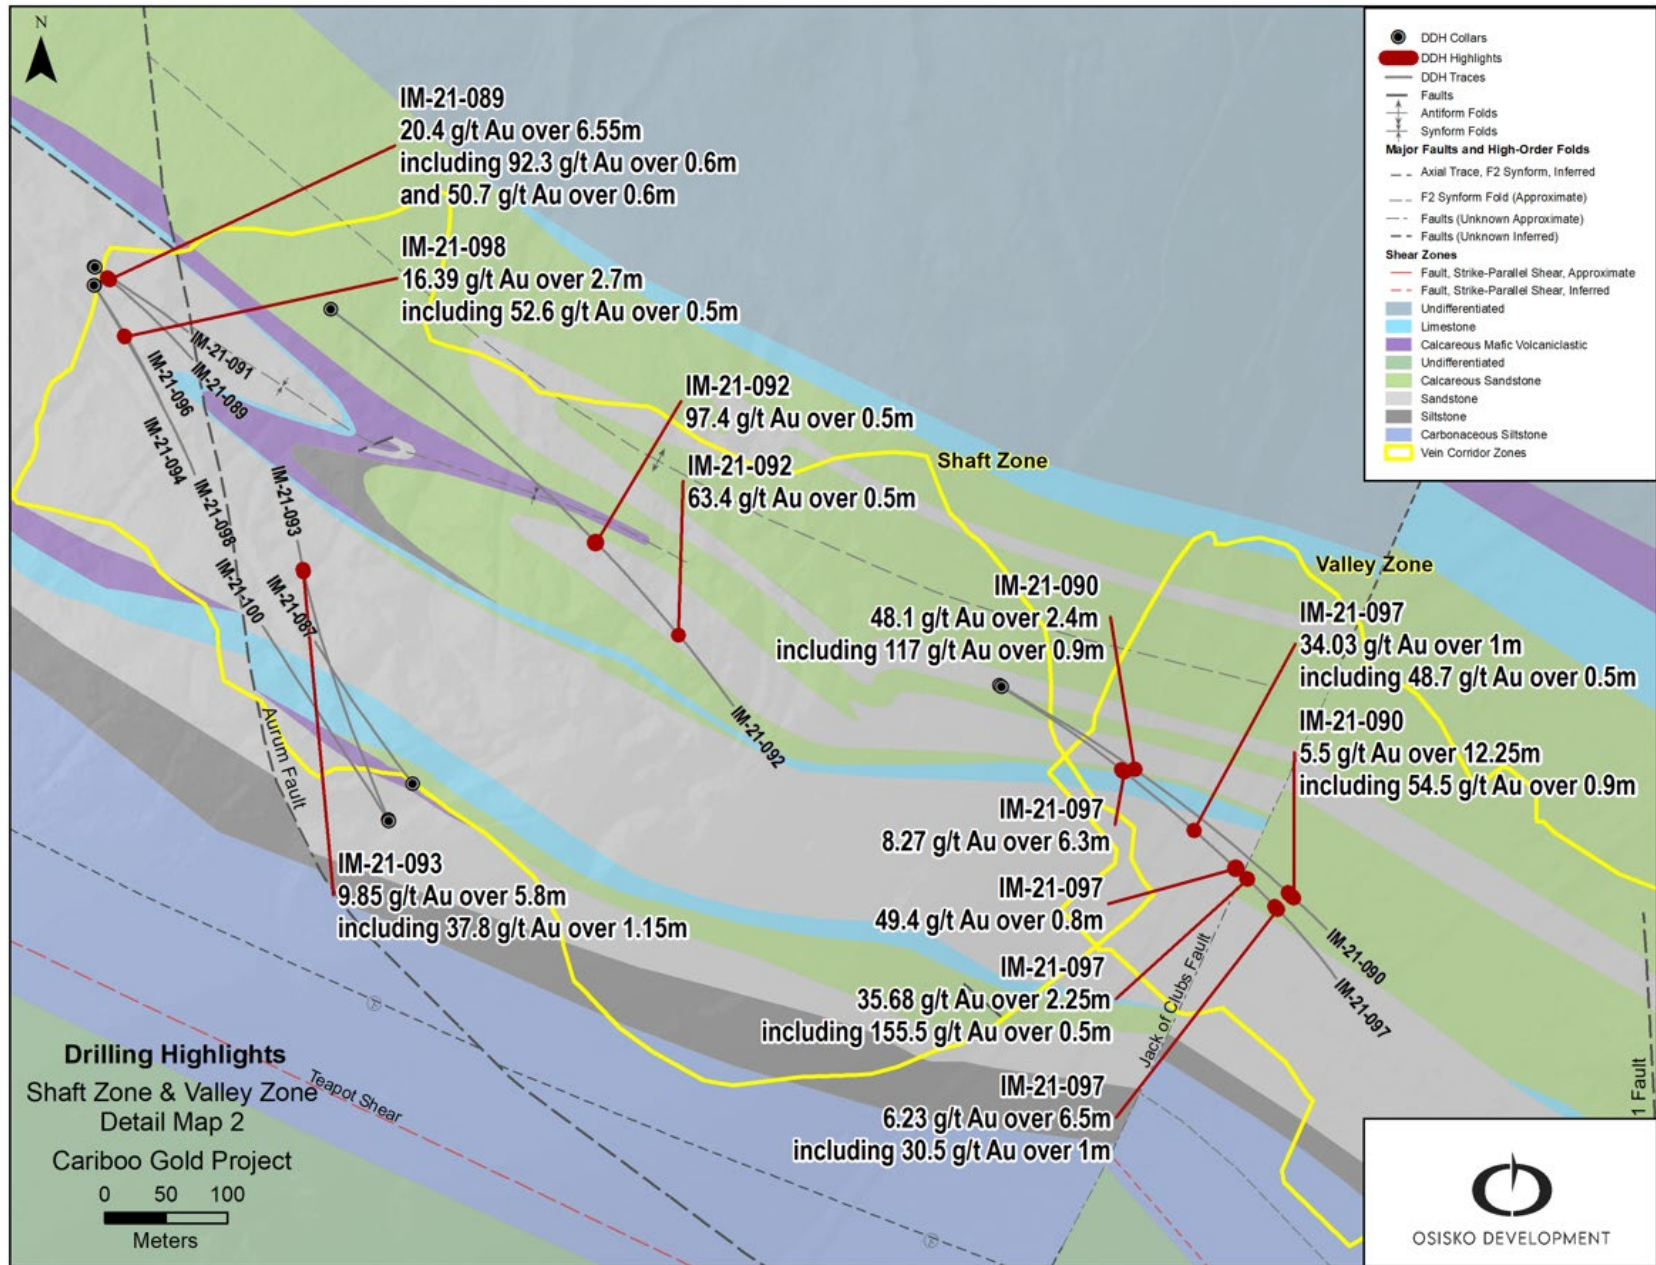 N
IM-21-089
20.4 g/t Au over 6.55m
including 92.3 g/t Au over 0.6m
and 50.7 g/t Au over 0.6m
IM-21-098
16.39 g/t Au over 2.7m
including 52.6 g/t Au over 0.5m
IM-21-092
97.4 g/t Au over 0.5m
IM-21-092
63.4 g/t Au over 0.5m
Shaft Zone
Valley Zone
IM-21-090
48.1 g/t Au over 2.4m
including 117 g/t Au over 0.9m
IM-21-097
34.03 g/t Au over 1m
including 48.7 g/t Au over 0.5m
IM-21-090
5.5 g/t Au over 12.25m
including 54.5 g/t Au over 0.9m
IM-21-097
8.27 g/t Au over 6.3m
IM-21-097
49.4 g/t Au over 0.8m
IM-21-097
35.68 g/t Au over 2.25m
including 155.5 g/t Au over 0.5m
IM-21-097
6.23 g/t Au over 6.5m
including 30.5 g/t Au over 1m
IM-21-093
9.85 g/t Au over 5.8m
including 37.8 g/t Au over 1.15m
IM-21-091
IM-21-089
IM-21-096
IM-21-094
IM-21-098
IM-21-093
IM-21-100
IM-21-087
IM-21-092
IM-21-090
IM-21-097
Aurum Fault
Jack of Clubs Fault
Teapot Shear
1 Fault
Drilling Highlights
Shaft Zone & Valley Zone
Detail Map 2
Cariboo Gold Project
0 50 100
Meters
DDH Collars
DDH Highlights
DDH Traces
Faults
Antiform Folds
Synform Folds
Major Faults and High-Order Folds
Axial Trace, F2 Synform, Inferred
F2 Synform Fold (Approximate)
Faults (Unknown Approximate)
Faults (Unknown Inferred)
Shear Zones
Fault, Strike-Parallel Shear, Approximate
Fault, Strike-Parallel Shear, Inferred
Undifferentiated
Limestone
Calcareous Mafic Volcaniclastic
Undifferentiated
Calcareous Sandstone
Sandstone
Siltstone
Carbonaceous Siltstone
Vein Corridor Zones
OSISKO DEVELOPMENT